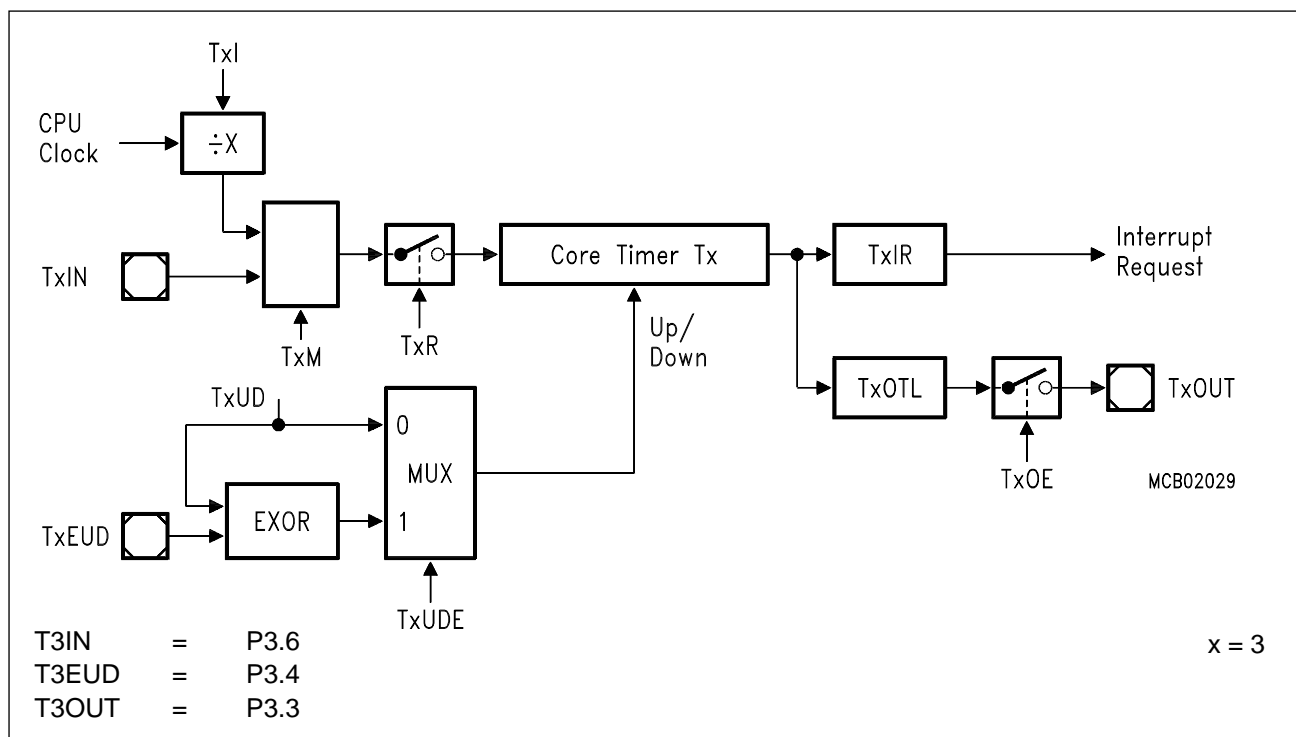 TxI
CPU
Clock
÷X
TxIN
TxM
TxR
Core Timer Tx
TxIR
Interrupt
Request
Up/
Down
TxUD
0
MUX
1
TxEUD
EXOR
TxUDE
TxOTL
TxOUT
TxOE
MCB02029
T3IN = P3.6
x = 3
T3EUD = P3.4
T3OUT = P3.3